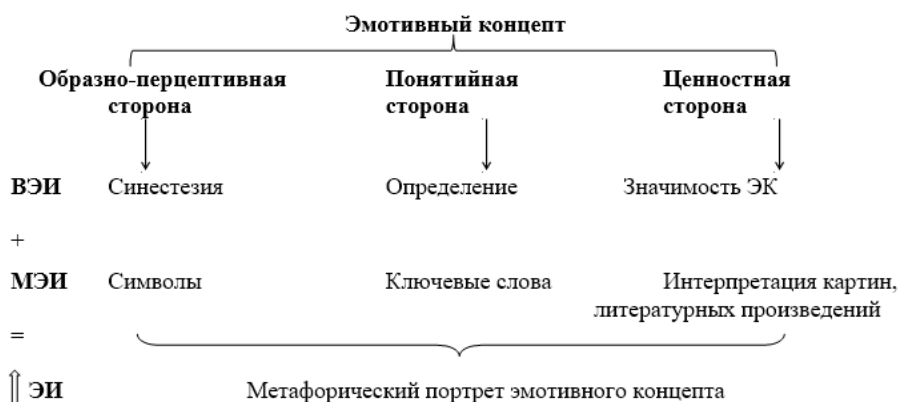 Эмотивный концепт
Образно-перцептивная Понятийная Ценностная
сторона сторона сторона
ВЭИ Синестезия Определение Значимость ЭК
+
МЭИ Символы Ключевые слова Интерпретация картин,
литературных произведений
=
⇑ ЭИ Метафорический портрет эмотивного концепта